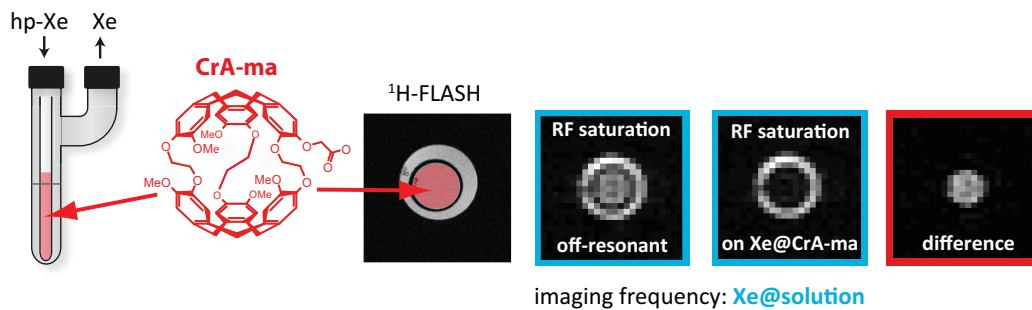 hp-Xe
Xe
CrA-ma
MeO
OMe
O
O
O
O
O
O
O
O
MeO
MeO
OMe
O
O
O
¹H-FLASH
RF saturation
off-resonant
RF saturation
on Xe@CrA-ma
difference
imaging frequency: Xe@solution